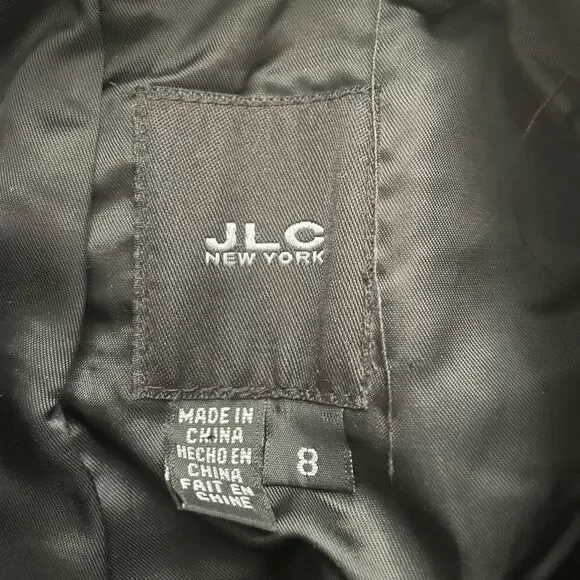 JLC
NEW YORK
MADE IN
CHINA
HECHO EN
CHINA
FAIT EN
CHINE
8